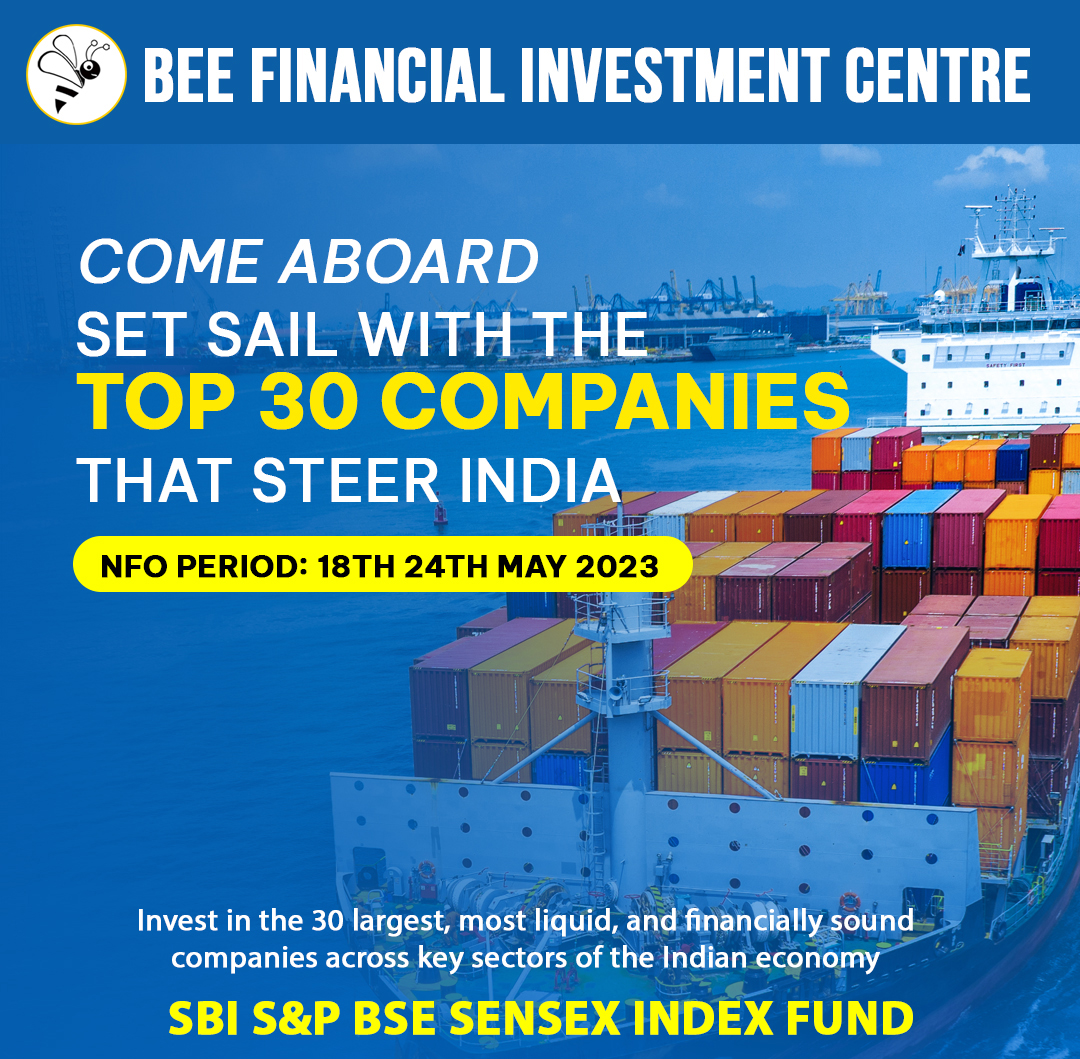 BEE FINANCIAL INVESTMENT CENTRE
COME ABOARD
SET SAIL WITH THE
TOP 30 COMPANIES
THAT STEER INDIA
NFO PERIOD: 18TH 24TH MAY 2023
SAFETY FIRST
Invest in the 30 largest, most liquid, and financially sound
companies across key sectors of the Indian economy
SBI S&P BSE SENSEX INDEX FUND